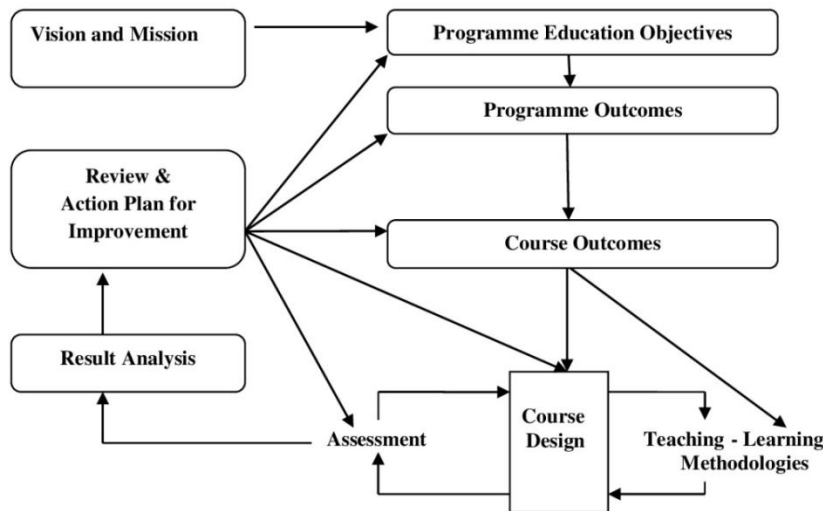 Vision and Mission
Programme Education Objectives
Programme Outcomes
Review &
Action Plan for
Improvement
Course Outcomes
Result Analysis
Assessment
Course
Design
Teaching - Learning
Methodologies